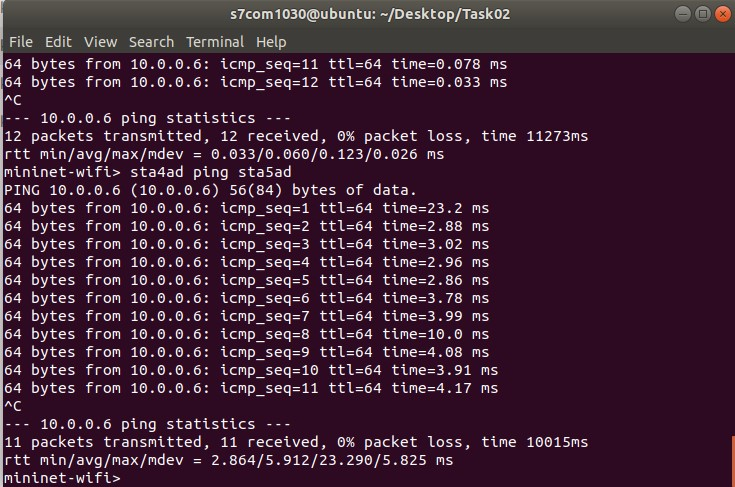 s7com1030@ubuntu: ~/Desktop/Task02
File Edit View Search Terminal Help
64 bytes from 10.0.0.6: icmp_seq=11 ttl=64 time=0.078 ms
64 bytes from 10.0.0.6: icmp_seq=12 ttl=64 time=0.033 ms
^C
--- 10.0.0.6 ping statistics ---
12 packets transmitted, 12 received, 0% packet loss, time 11273ms
rtt min/avg/max/mdev = 0.033/0.060/0.123/0.026 ms
mininet-wifi> sta4ad ping sta5ad
PING 10.0.0.6 (10.0.0.6) 56(84) bytes of data.
64 bytes from 10.0.0.6: icmp_seq=1 ttl=64 time=23.2 ms
64 bytes from 10.0.0.6: icmp_seq=2 ttl=64 time=2.88 ms
64 bytes from 10.0.0.6: icmp_seq=3 ttl=64 time=3.02 ms
64 bytes from 10.0.0.6: icmp_seq=4 ttl=64 time=2.96 ms
64 bytes from 10.0.0.6: icmp_seq=5 ttl=64 time=2.86 ms
64 bytes from 10.0.0.6: icmp_seq=6 ttl=64 time=3.78 ms
64 bytes from 10.0.0.6: icmp_seq=7 ttl=64 time=3.99 ms
64 bytes from 10.0.0.6: icmp_seq=8 ttl=64 time=10.0 ms
64 bytes from 10.0.0.6: icmp_seq=9 ttl=64 time=4.08 ms
64 bytes from 10.0.0.6: icmp_seq=10 ttl=64 time=3.91 ms
64 bytes from 10.0.0.6: icmp_seq=11 ttl=64 time=4.17 ms
^C
--- 10.0.0.6 ping statistics ---
11 packets transmitted, 11 received, 0% packet loss, time 10015ms
rtt min/avg/max/mdev = 2.864/5.912/23.290/5.825 ms
mininet-wifi>